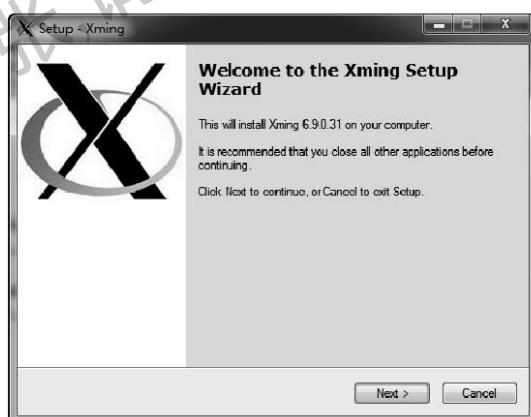 Setup - Xming
Welcome to the Xming Setup
Wizard
This will install Xming 6.9.0.31 on your computer.
It is recommended that you close all other applications before
continuing.
Click Next to continue, or Cancel to exit Setup.
Next >
Cancel